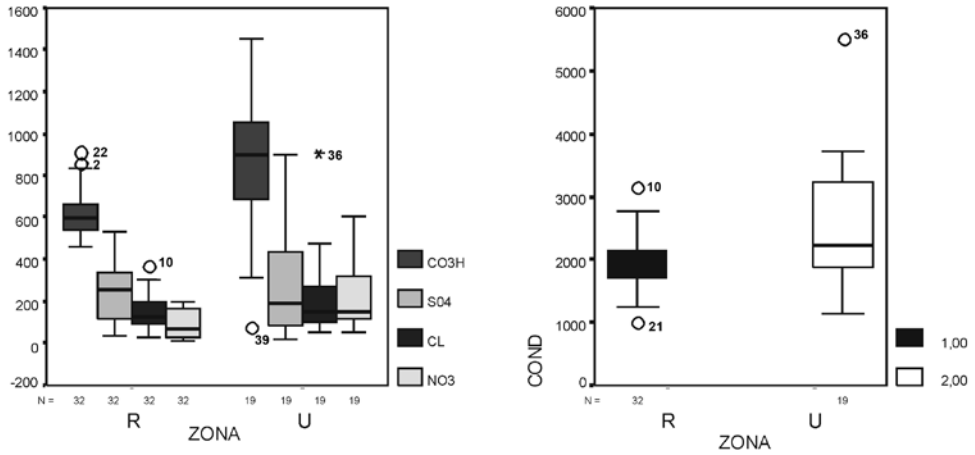 1600
1400
1200
1000
800
600
400
200
0
-200
22
2
10
36
39
CO3H
S04
CL
NO3
N = 32 32 32 32 19 19 19 19
R U
ZONA
6000
5000
4000
3000
2000
1000
0
COND
10
21
36
1,00
2,00
N = 32 19
R U
ZONA